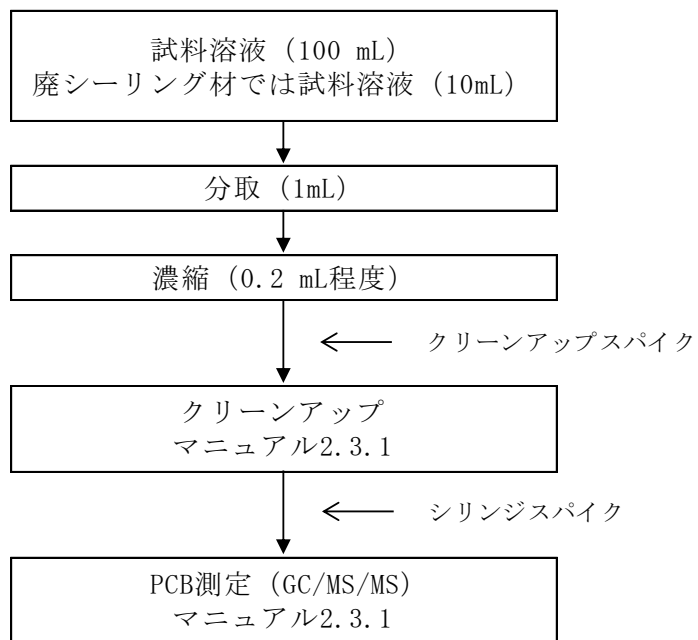 試料溶液 (100 mL)
廃シーリング材では試料溶液 (10mL)
分取 (1mL)
濃縮 (0.2 mL程度)
クリーンアップスパイク
クリーンアップ
マニュアル2.3.1
シリンジスパイク
PCB測定 (GC/MS/MS)
マニュアル2.3.1